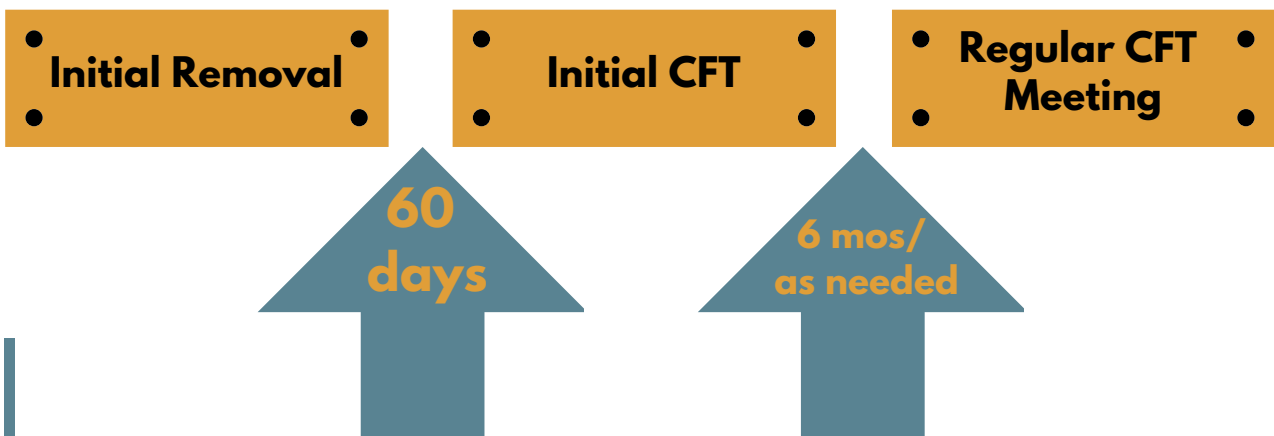 Initial Removal
Initial CFT
Regular CFT
Meeting
60
days
6 mos/
as needed